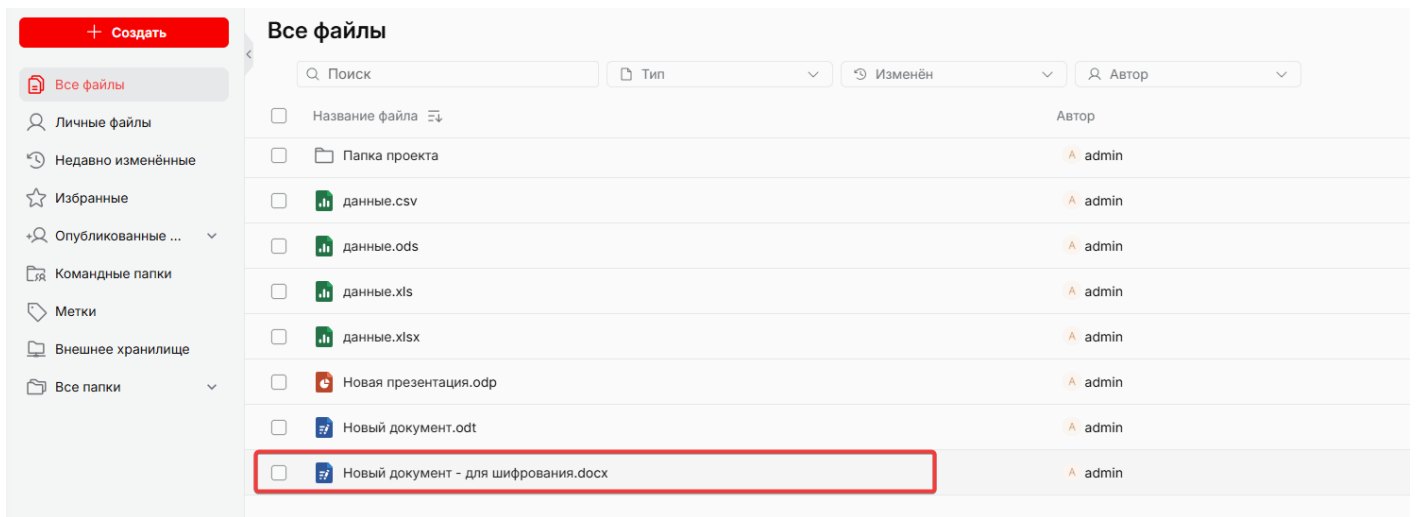 Создать
Все файлы
Личные файлы
Недавно изменённые
Избранные
Опубликованные ...
Командные папки
Метки
Внешнее хранилище
Все папки
Все файлы
Поиск Тип Изменён Автор
Название файла Автор
Папка проекта A admin
данные.csv A admin
данные.ods A admin
данные.xls A admin
данные.xlsx A admin
Новая презентация.odp A admin
Новый документ.odt A admin
Новый документ - для шифрования.docx A admin